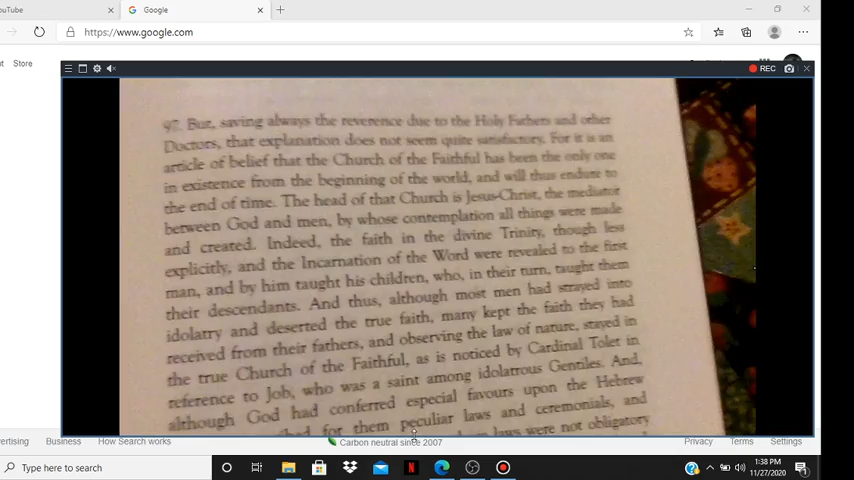 ouTube
Google
https://www.google.com
t Store
REC
97. But, saving always the reverence due to the Holy Fathers and other
Doctors, that explanation does not seem quite satisfactory. For it is an
article of belief that the Church of the Faithful has been the only one
in existence from the beginning of the world, and will thus endure to
the end of time. The head of that Church is Jesus-Christ, the mediator
between God and men, by whose contemplation all things were made
and created. Indeed, the faith in the divine Trinity, though less
explicitly, and the Incarnation of the Word were revealed to the first
man, and by him taught his children, who, in their turn, taught them
their descendants. And thus, although most men had strayed into
idolatry and deserted the true faith, many kept the faith they had
received from their fathers, and observing the law of nature, stayed in
the true Church of the Faithful, as is noticed by Cardinal Tolet in
reference to Job, who was a saint among idolatrous Gentiles. And,
although God had conferred especial favours upon the Hebrew
for them peculiar laws and ceremonials, and
laws were not obligatory
ertising Business How Search works Carbon neutral since 2007 Privacy Terms Settings
Type here to search
1:38 PM
11/27/2020